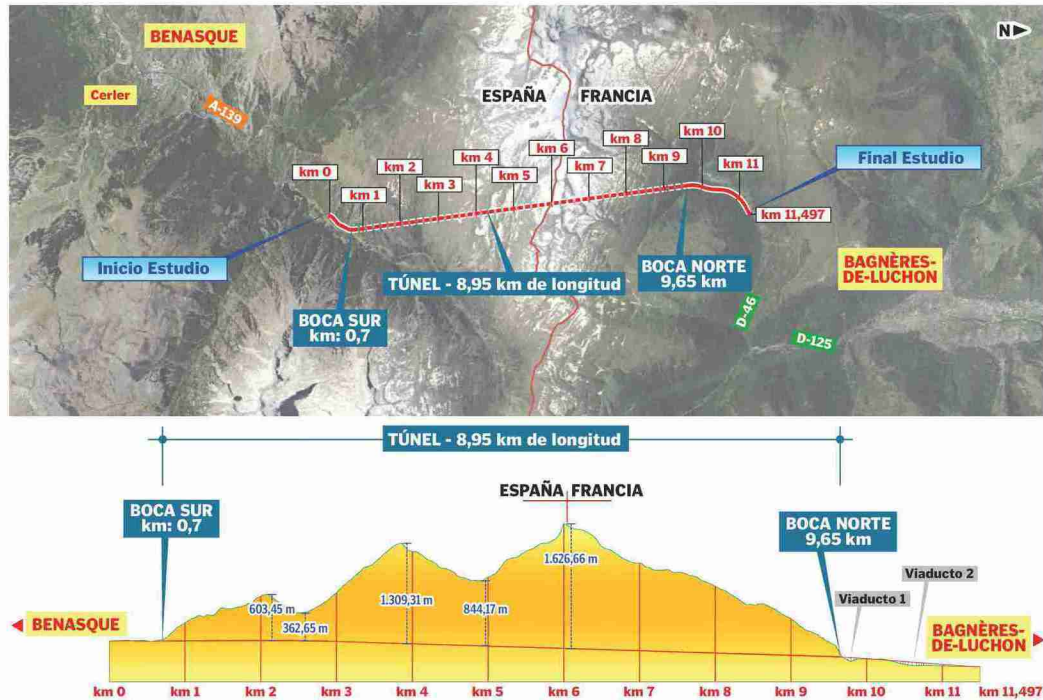 BENASQUE
N
Cerler
A-139
ESPAÑA FRANCIA
km 0
km 1
km 2
km 3
km 4
km 5
km 6
km 7
km 8
km 9
km 10
km 11
km 11,497
Final Estudio
Inicio Estudio
TÚNEL - 8,95 km de longitud
BOCA SUR
km: 0,7
BOCA NORTE
9,65 km
BAGNÈRES-
DE-LUCHON
D-46
D-125
TÚNEL - 8,95 km de longitud
ESPAÑA FRANCIA
BOCA SUR
km: 0,7
BOCA NORTE
9,65 km
603,45 m
362,65 m
1.309,31 m
844,17 m
1.626,66 m
Viaducto 2
Viaducto 1
BENASQUE
BAGNÈRES-
DE-LUCHON
km 0 km 1 km 2 km 3 km 4 km 5 km 6 km 7 km 8 km 9 km 10 km 11 km 11,497